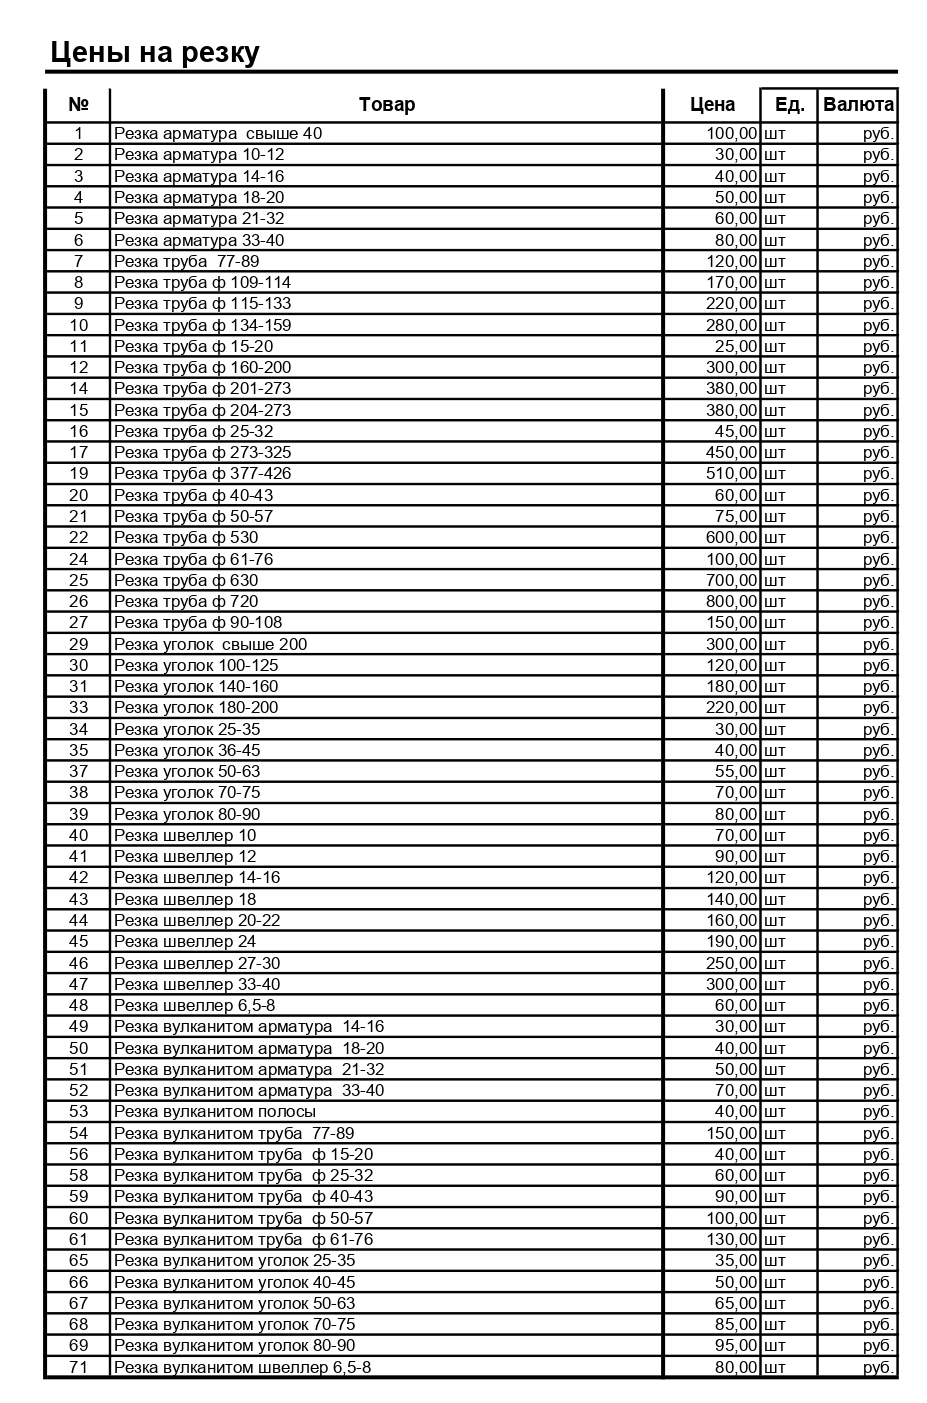 Цены на резку
№ Товар Цена Ед. Валюта
1 Резка арматура  свыше 40 100,00 шт руб.
2 Резка арматура 10-12 30,00 шт руб.
3 Резка арматура 14-16 40,00 шт руб.
4 Резка арматура 18-20 50,00 шт руб.
5 Резка арматура 21-32 60,00 шт руб.
6 Резка арматура 33-40 80,00 шт руб.
7 Резка труба  77-89 120,00 шт руб.
8 Резка труба ф 109-114 170,00 шт руб.
9 Резка труба ф 115-133 220,00 шт руб.
10 Резка труба ф 134-159 280,00 шт руб.
11 Резка труба ф 15-20 25,00 шт руб.
12 Резка труба ф 160-200 300,00 шт руб.
14 Резка труба ф 201-273 380,00 шт руб.
15 Резка труба ф 204-273 380,00 шт руб.
16 Резка труба ф 25-32 45,00 шт руб.
17 Резка труба ф 273-325 450,00 шт руб.
19 Резка труба ф 377-426 510,00 шт руб.
20 Резка труба ф 40-43 60,00 шт руб.
21 Резка труба ф 50-57 75,00 шт руб.
22 Резка труба ф 530 600,00 шт руб.
24 Резка труба ф 61-76 100,00 шт руб.
25 Резка труба ф 630 700,00 шт руб.
26 Резка труба ф 720 800,00 шт руб.
27 Резка труба ф 90-108 150,00 шт руб.
29 Резка уголок  свыше 200 300,00 шт руб.
30 Резка уголок 100-125 120,00 шт руб.
31 Резка уголок 140-160 180,00 шт руб.
33 Резка уголок 180-200 220,00 шт руб.
34 Резка уголок 25-35 30,00 шт руб.
35 Резка уголок 36-45 40,00 шт руб.
37 Резка уголок 50-63 55,00 шт руб.
38 Резка уголок 70-75 70,00 шт руб.
39 Резка уголок 80-90 80,00 шт руб.
40 Резка швеллер 10 70,00 шт руб.
41 Резка швеллер 12 90,00 шт руб.
42 Резка швеллер 14-16 120,00 шт руб.
43 Резка швеллер 18 140,00 шт руб.
44 Резка швеллер 20-22 160,00 шт руб.
45 Резка швеллер 24 190,00 шт руб.
46 Резка швеллер 27-30 250,00 шт руб.
47 Резка швеллер 33-40 300,00 шт руб.
48 Резка швеллер 6,5-8 60,00 шт руб.
49 Резка вулканитом арматура  14-16 30,00 шт руб.
50 Резка вулканитом арматура  18-20 40,00 шт руб.
51 Резка вулканитом арматура  21-32 50,00 шт руб.
52 Резка вулканитом арматура  33-40 70,00 шт руб.
53 Резка вулканитом полосы 40,00 шт руб.
54 Резка вулканитом труба  77-89 150,00 шт руб.
56 Резка вулканитом труба  ф 15-20 40,00 шт руб.
58 Резка вулканитом труба  ф 25-32 60,00 шт руб.
59 Резка вулканитом труба  ф 40-43 90,00 шт руб.
60 Резка вулканитом труба  ф 50-57 100,00 шт руб.
61 Резка вулканитом труба  ф 61-76 130,00 шт руб.
65 Резка вулканитом уголок 25-35 35,00 шт руб.
66 Резка вулканитом уголок 40-45 50,00 шт руб.
67 Резка вулканитом уголок 50-63 65,00 шт руб.
68 Резка вулканитом уголок 70-75 85,00 шт руб.
69 Резка вулканитом уголок 80-90 95,00 шт руб.
71 Резка вулканитом швеллер 6,5-8 80,00 шт руб.